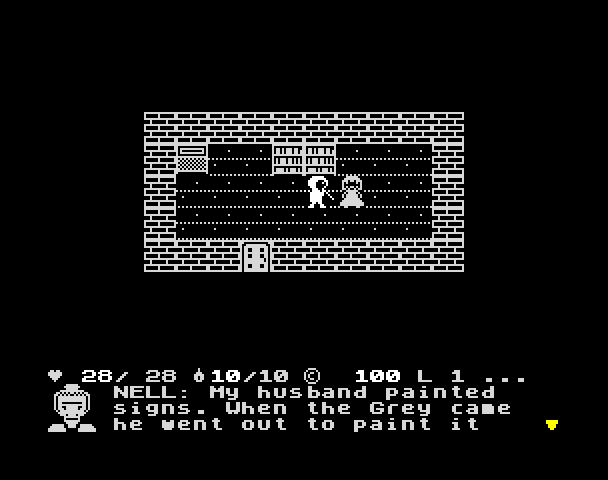 ♥ 28/ 28 10/10 © 100 L 1 ...
NELL: My husband painted
signs. When the Grey came
he went out to paint it